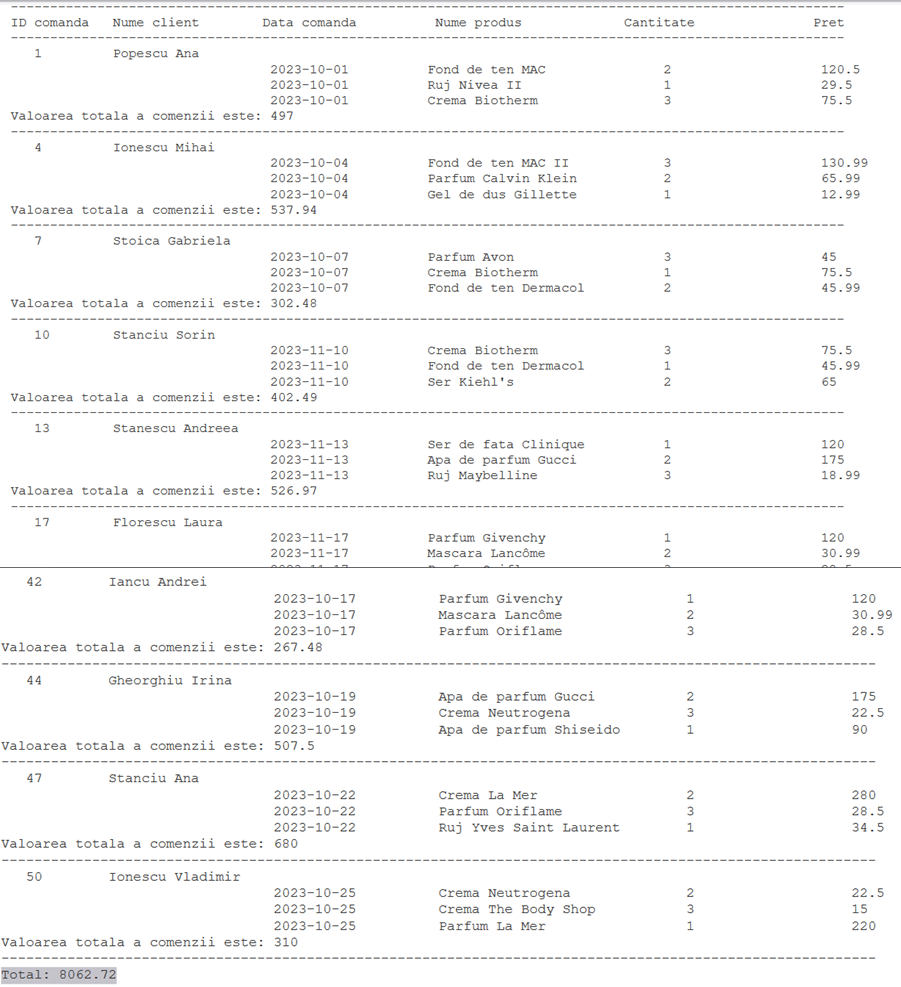 ID comanda Nume client Data comanda Nume produs Cantitate Pret
1 Popescu Ana
2023-10-01 Fond de ten MAC 2 120.5
2023-10-01 Ruj Nivea II 1 29.5
2023-10-01 Crema Biotherm 3 75.5
Valoarea totala a comenzii este: 497
4 Ionescu Mihai
2023-10-04 Fond de ten MAC II 3 130.99
2023-10-04 Parfum Calvin Klein 2 65.99
2023-10-04 Gel de dus Gillette 1 12.99
Valoarea totala a comenzii este: 537.94
7 Stoica Gabriela
2023-10-07 Parfum Avon 3 45
2023-10-07 Crema Biotherm 1 75.5
2023-10-07 Fond de ten Dermacol 2 45.99
Valoarea totala a comenzii este: 302.48
10 Stanciu Sorin
2023-11-10 Crema Biotherm 3 75.5
2023-11-10 Fond de ten Dermacol 1 45.99
2023-11-10 Ser Kiehl's 2 65
Valoarea totala a comenzii este: 402.49
13 Stanescu Andreea
2023-11-13 Ser de fata Clinique 1 120
2023-11-13 Apa de parfum Gucci 2 175
2023-11-13 Ruj Maybelline 3 18.99
Valoarea totala a comenzii este: 526.97
17 Florescu Laura
2023-11-17 Parfum Givenchy 1 120
2023-11-17 Mascara Lancôme 2 30.99
42 Iancu Andrei
2023-10-17 Parfum Givenchy 1 120
2023-10-17 Mascara Lancôme 2 30.99
2023-10-17 Parfum Oriflame 3 28.5
Valoarea totala a comenzii este: 267.48
44 Gheorghiu Irina
2023-10-19 Apa de parfum Gucci 2 175
2023-10-19 Crema Neutrogena 3 22.5
2023-10-19 Apa de parfum Shiseido 1 90
Valoarea totala a comenzii este: 507.5
47 Stanciu Ana
2023-10-22 Crema La Mer 2 280
2023-10-22 Parfum Oriflame 3 28.5
2023-10-22 Ruj Yves Saint Laurent 1 34.5
Valoarea totala a comenzii este: 680
50 Ionescu Vladimir
2023-10-25 Crema Neutrogena 2 22.5
2023-10-25 Crema The Body Shop 3 15
2023-10-25 Parfum La Mer 1 220
Valoarea totala a comenzii este: 310
Total: 8062.72